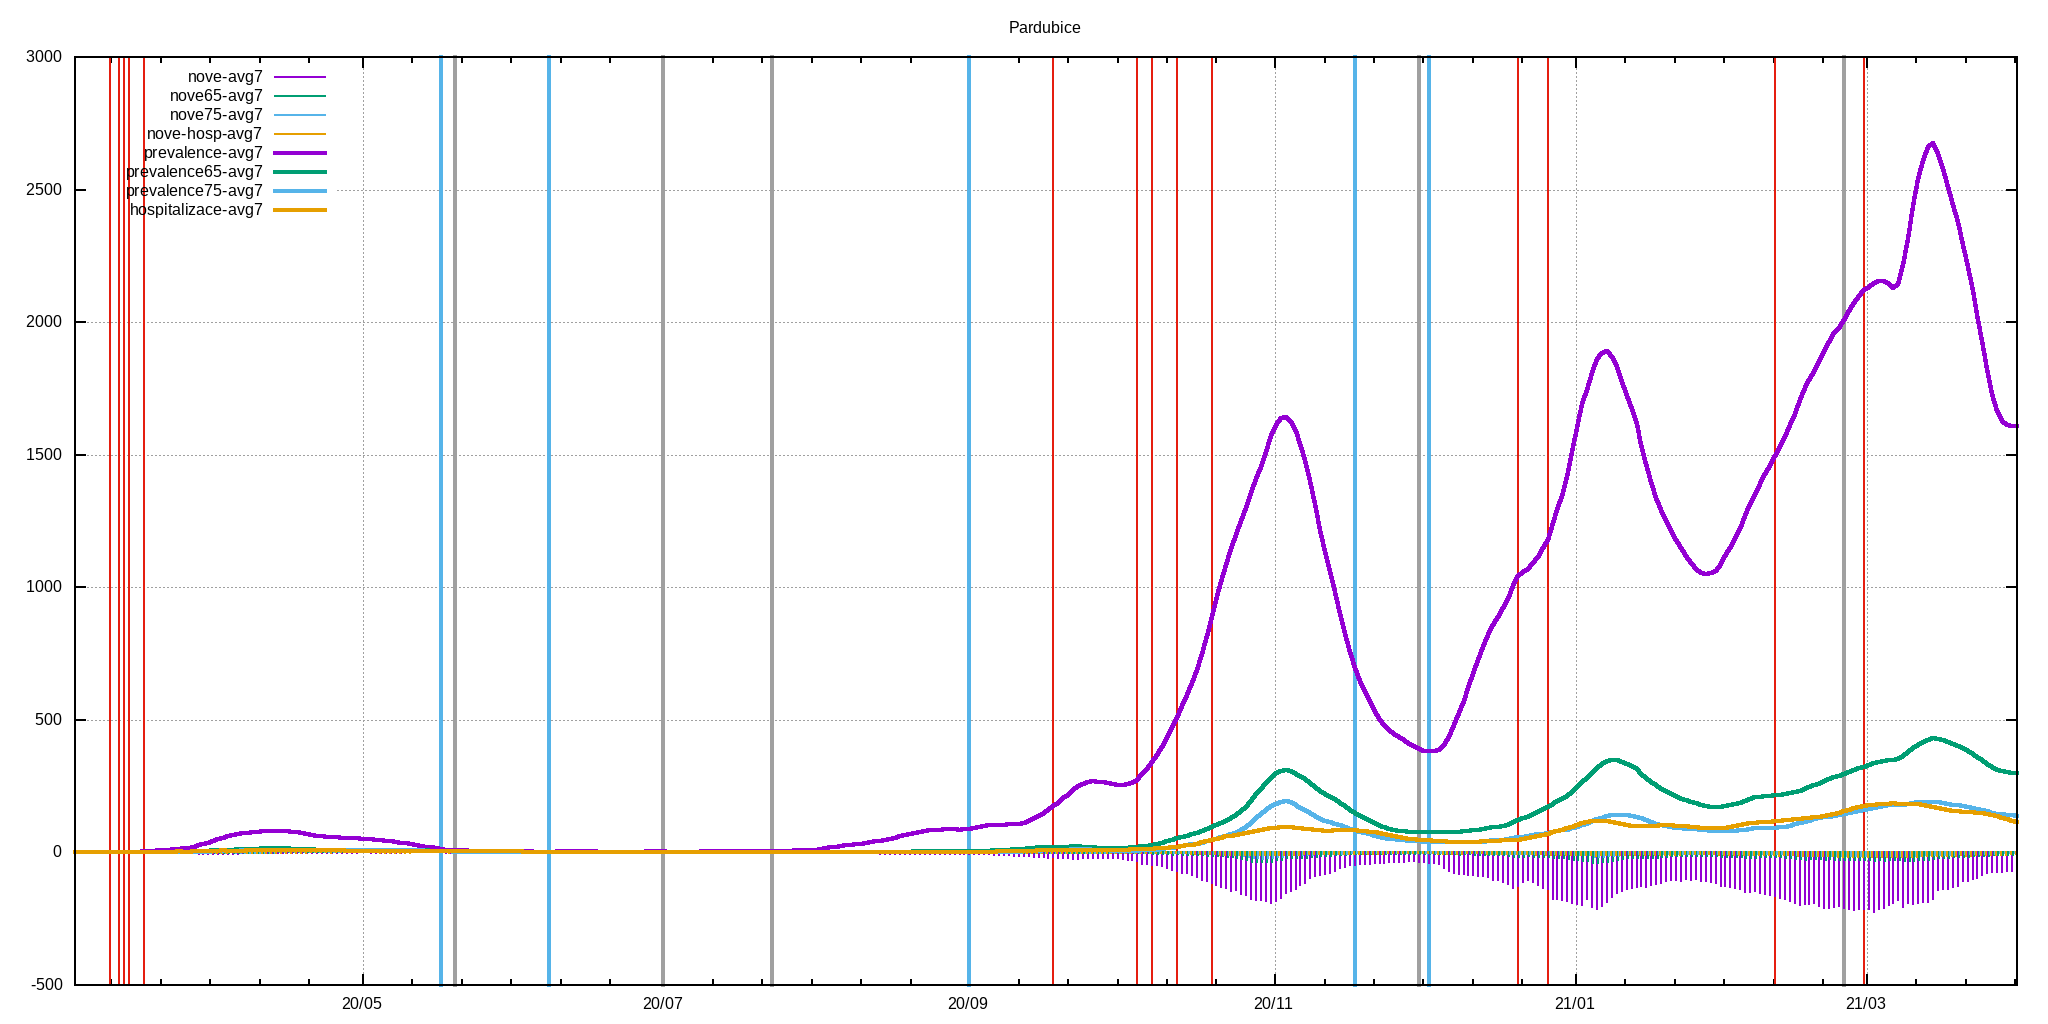 Pardubice
3000
2500
2000
1500
1000
500
0
-500
nove-avg7
nove65-avg7
nove75-avg7
nove-hosp-avg7
prevalence-avg7
prevalence65-avg7
prevalence75-avg7
hospitalizace-avg7
20/05 20/07 20/09 20/11 21/01 21/03